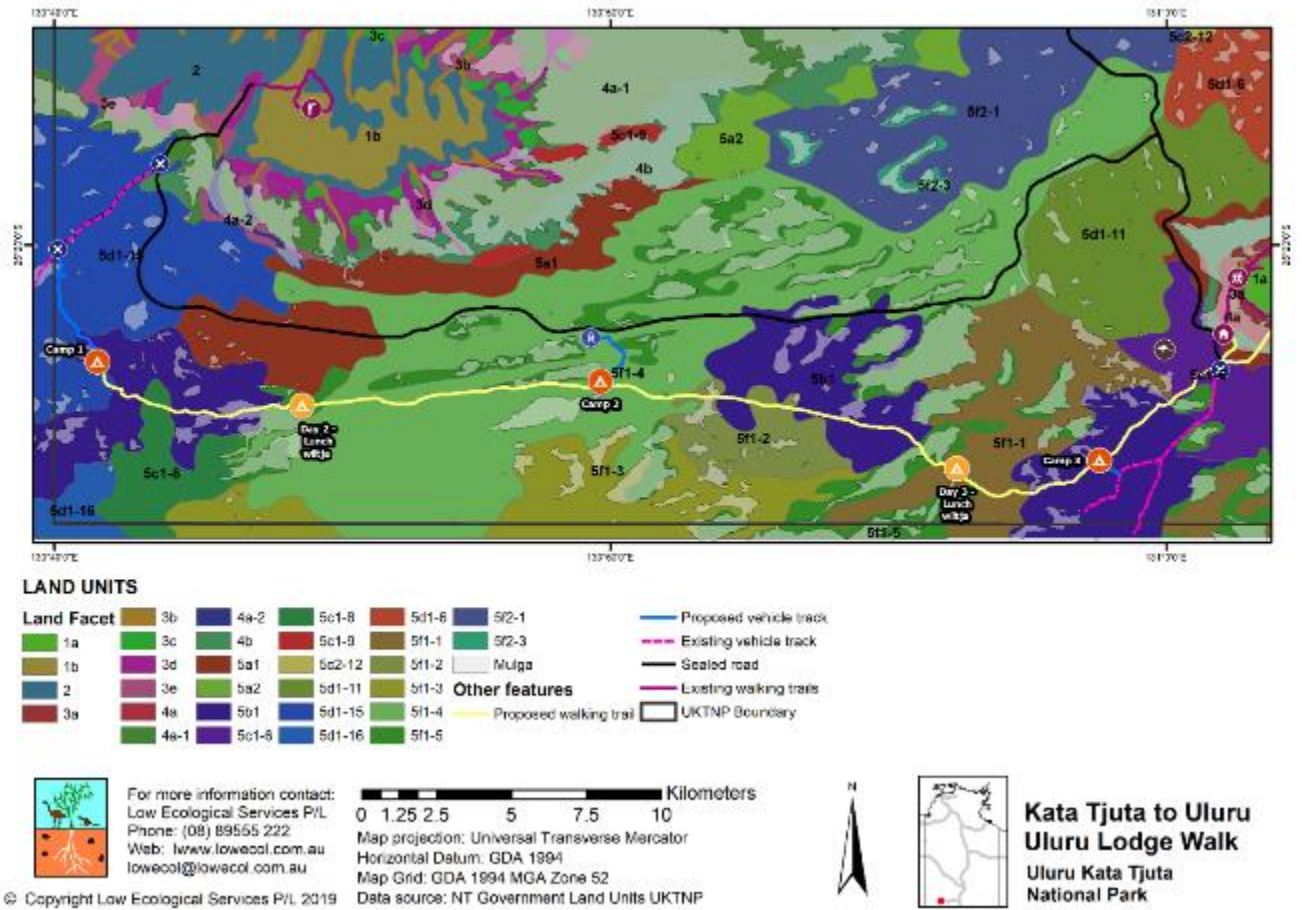 130°40'0"E
3c
5c2-12
2
3b
3e
4a-1
5d1-6
1b
5c1-9
5a2
5f2-1
4b
5f2-3
3d
4a-2
5d1-11
5a1
1a
3a
4a
Camp 1
5f1-4
5b1
Camp 2
Day 2 -
Lunch
wiltja
5f1-2
5f1-1
5f1-3
5c1-8
Camp 3
Day 3 -
Lunch
wiltja
5d1-16
5f1-5
LAND UNITS
Land Facet
1a
1b
2
3a
3b
3c
3d
3e
4a
4a-1
4a-2
4b
5a1
5a2
5b1
5c1-6
5c1-8
5c1-9
5c2-12
5d1-11
5d1-15
5d1-16
5d1-6
5f1-1
5f1-2
5f1-3
5f1-4
5f1-5
5f2-1
5f2-3
Mulga
Other features
Proposed walking trail
Proposed vehicle track
Existing vehicle track
Sealed road
Existing walking trails
UKTNP Boundary
For more information contact:
Low Ecological Services P/L
Phone: (08) 89555 222
Web: lwww.lowecol.com.au
lowecol@lowecol.com.au
© Copyright Low Ecological Services P/L 2019
Kilometers
0 1.25 2.5 5 7.5 10
Map projection: Universal Transverse Mercator
Horizontal Datum: GDA 1994
Map Grid: GDA 1994 MGA Zone 52
Data source: NT Government Land Units UKTNP
N
Kata Tjuta to Uluru
Uluru Lodge Walk
Uluru Kata Tjuta
National Park